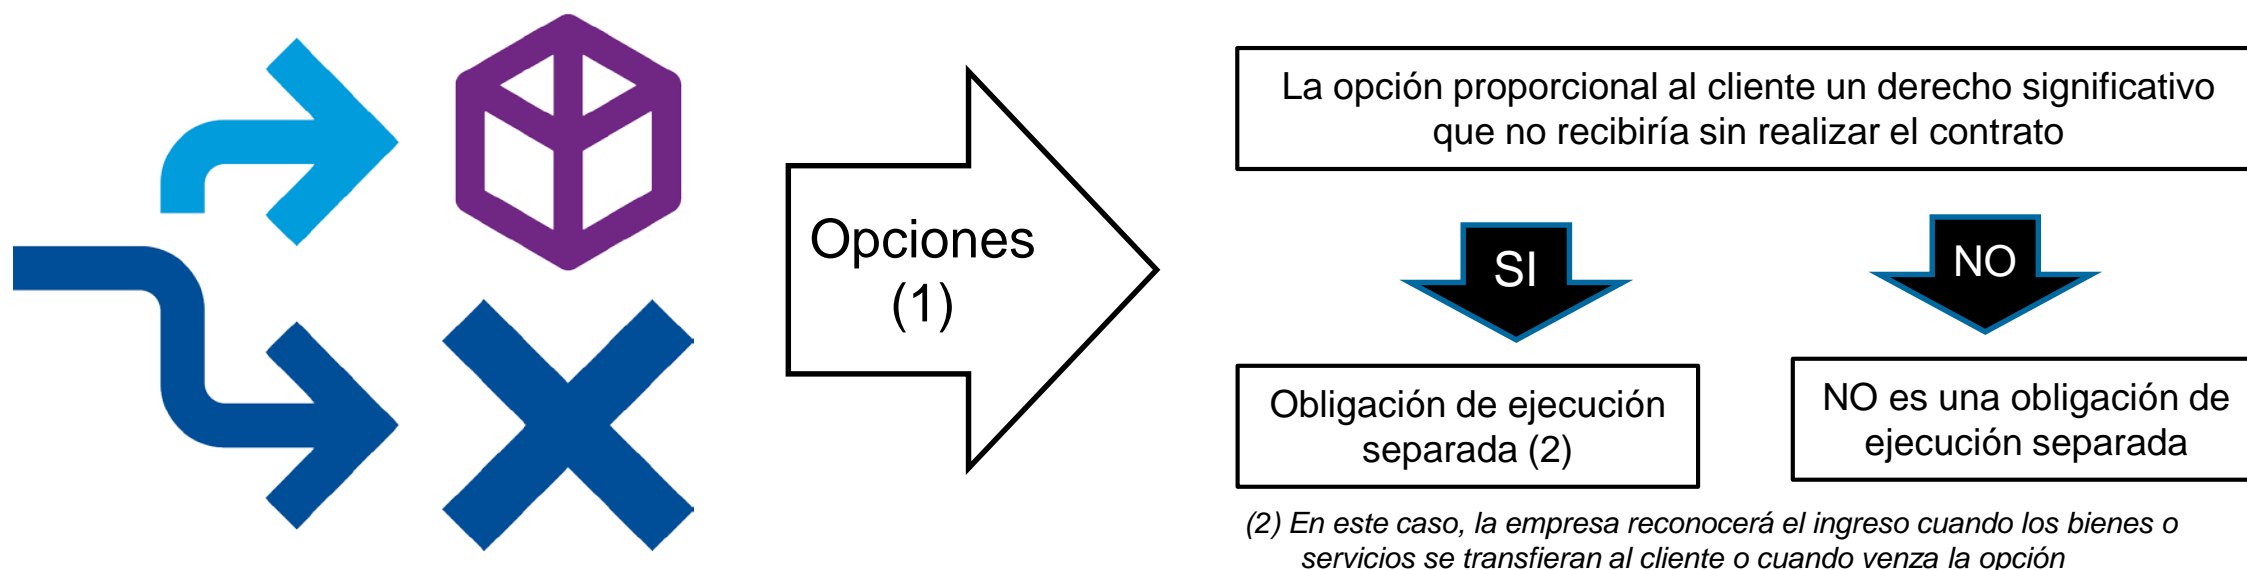 Opciones
(1)
La opción proporcional al cliente un derecho significativo
que no recibiría sin realizar el contrato
SI
NO
Obligación de ejecución
separada (2)
NO es una obligación de
ejecución separada
(2) En este caso, la empresa reconocerá el ingreso cuando los bienes o
servicios se transfieran al cliente o cuando venza la opción